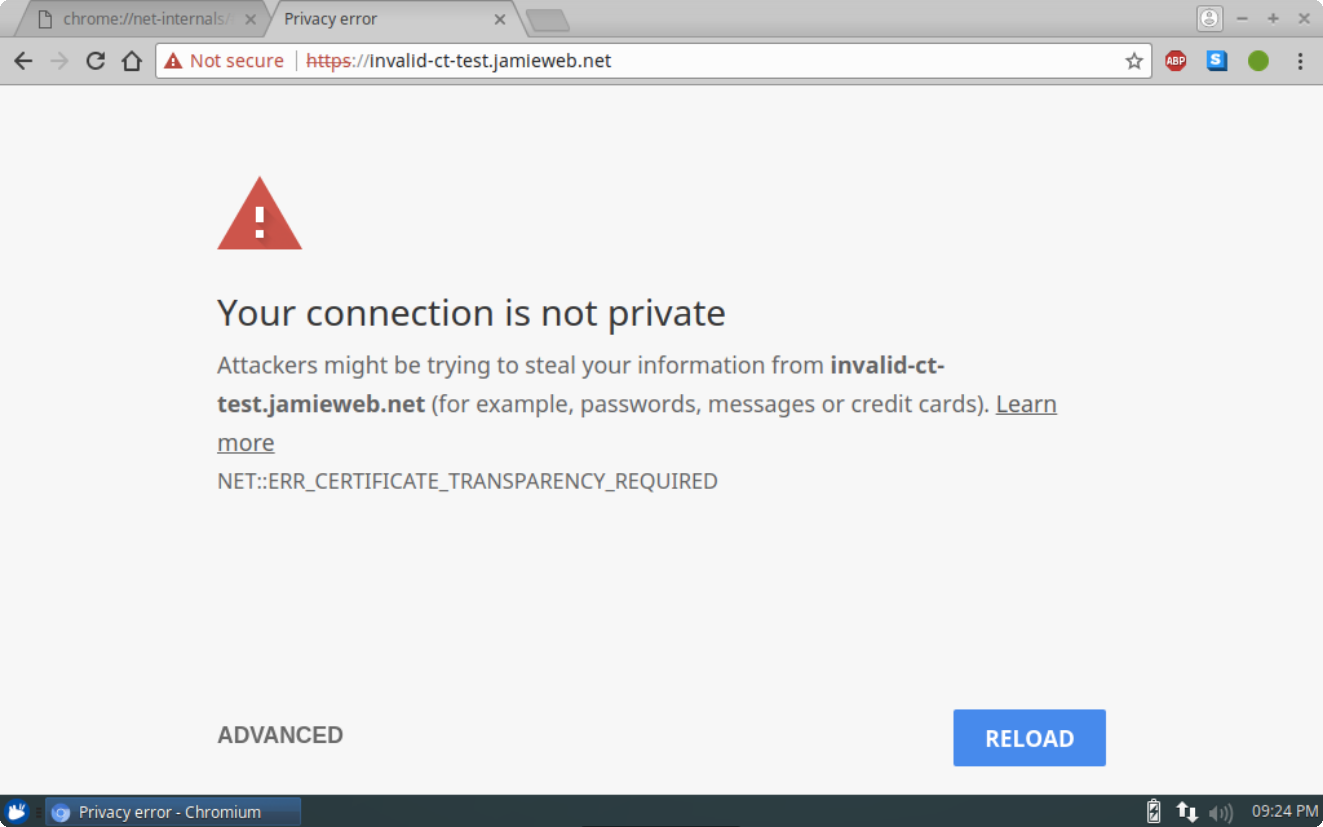 chrome://net-internals/
Privacy error
Not secure
https://invalid-ct-test.jamieweb.net
ABP
S
Your connection is not private
Attackers might be trying to steal your information from invalid-ct-
test.jamieweb.net (for example, passwords, messages or credit cards). Learn
more
NET::ERR_CERTIFICATE_TRANSPARENCY_REQUIRED
ADVANCED
RELOAD
Privacy error - Chromium
09:24 PM